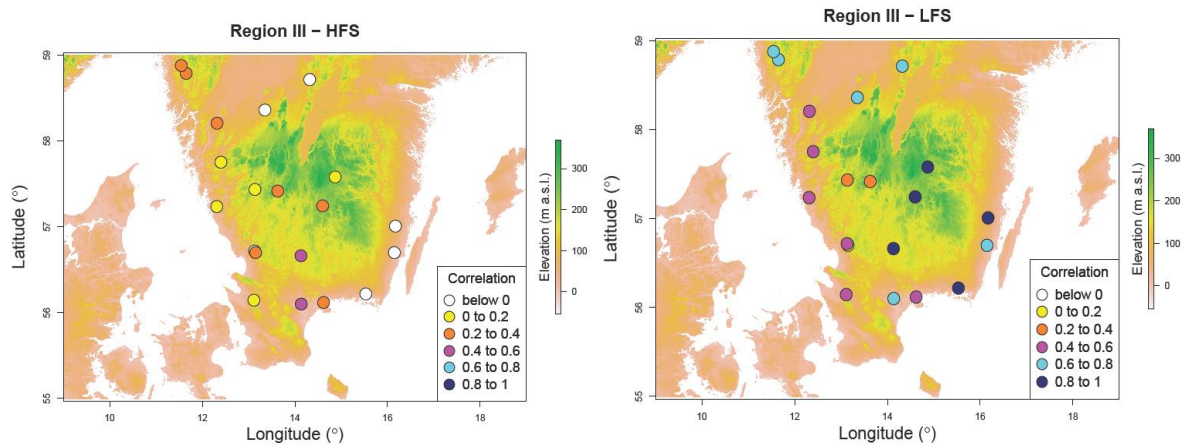 Region III – HFS
59
58
57
56
55
Latitude (°)
10
12
14
16
18
Longitude (°)
Correlation
below 0
0 to 0.2
0.2 to 0.4
0.4 to 0.6
0.6 to 0.8
0.8 to 1
300
200
100
0
Elevation (m a.s.l.)
Region III – LFS
59
58
57
56
55
Latitude (°)
10
12
14
16
18
Longitude (°)
Correlation
below 0
0 to 0.2
0.2 to 0.4
0.4 to 0.6
0.6 to 0.8
0.8 to 1
300
200
100
0
Elevation (m a.s.l.)